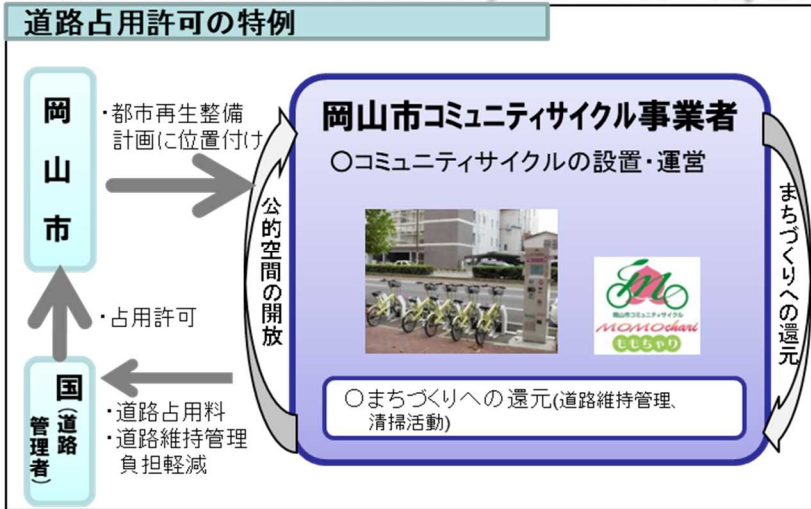 道路占用許可の特例
岡山市
・都市再生整備
計画に位置付け
・占用許可
国(道路
管理者)
・道路占用料
・道路維持管理
負担軽減
公的空間の開放
岡山市コミュニティサイクル事業者
○コミュニティサイクルの設置・運営
岡山市コミュニティサイクル
MOMOchari
ももちゃり
○まちづくりへの還元(道路維持管理、
清掃活動)
まちづくりへの還元